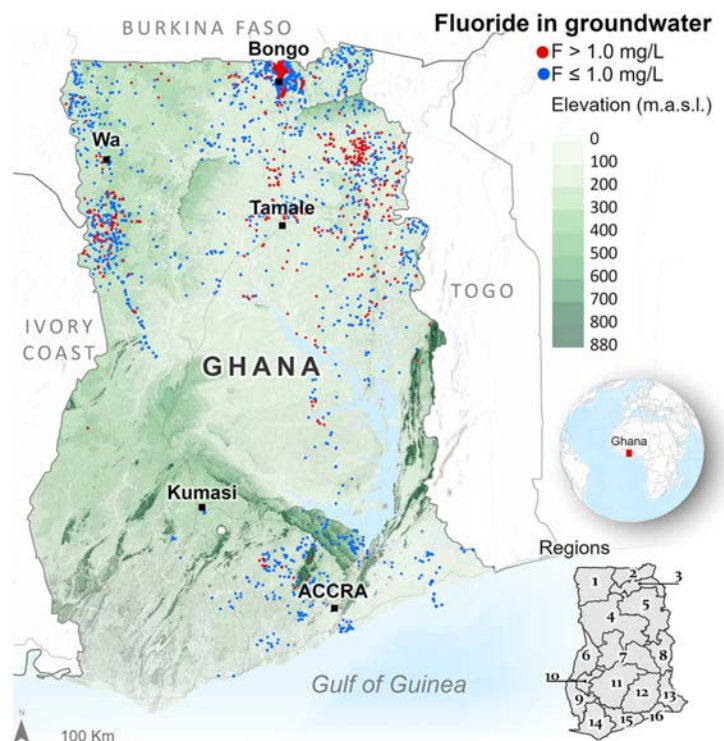 BURKINA FASO
Bongo
Wa
Tamale
TOGO
IVORY
COAST
GHANA
Kumasi
ACCRA
Gulf of Guinea
N
100 Km
Fluoride in groundwater
F > 1.0 mg/L
F ≤ 1.0 mg/L
Elevation (m.a.s.l.)
0
100
200
300
400
500
600
700
800
880
Ghana
Regions
1
2
3
4
5
6
7
8
10
11
9
12
13
14
15
16